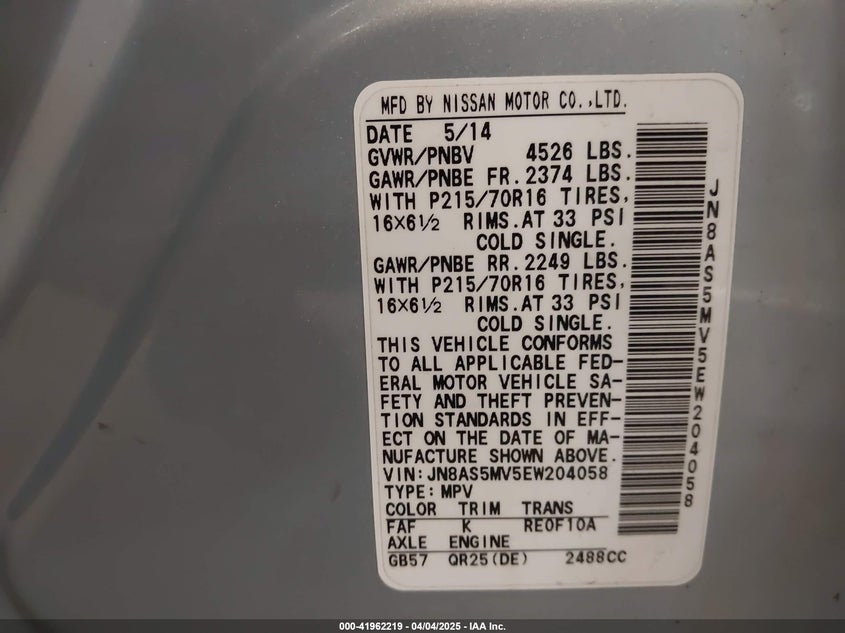 MFD BY NISSAN MOTOR CO.,LTD.
DATE 5/14
GVWR/PNBV 4526 LBS.
GAWR/PNBE FR. 2374 LBS.
WITH P215/70R16 TIRES,
16×6½ RIMS.AT 33 PSI
COLD SINGLE.
GAWR/PNBE RR. 2249 LBS.
WITH P215/70R16 TIRES,
16×6½ RIMS.AT 33 PSI
COLD SINGLE.
THIS VEHICLE CONFORMS
TO ALL APPLICABLE FED-
ERAL MOTOR VEHICLE SA-
FETY AND THEFT PREVEN-
TION STANDARDS IN EFF-
ECT ON THE DATE OF MA-
NUFACTURE SHOWN ABOVE.
VIN:JN8AS5MV5EW204058
TYPE:MPV
COLOR TRIM TRANS
FAF K RE0F10A
AXLE ENGINE
GB57 QR25(DE) 2488CC
JN8AS5MV5EW204058
000-41962219 - 04/04/2025 - IAA Inc.